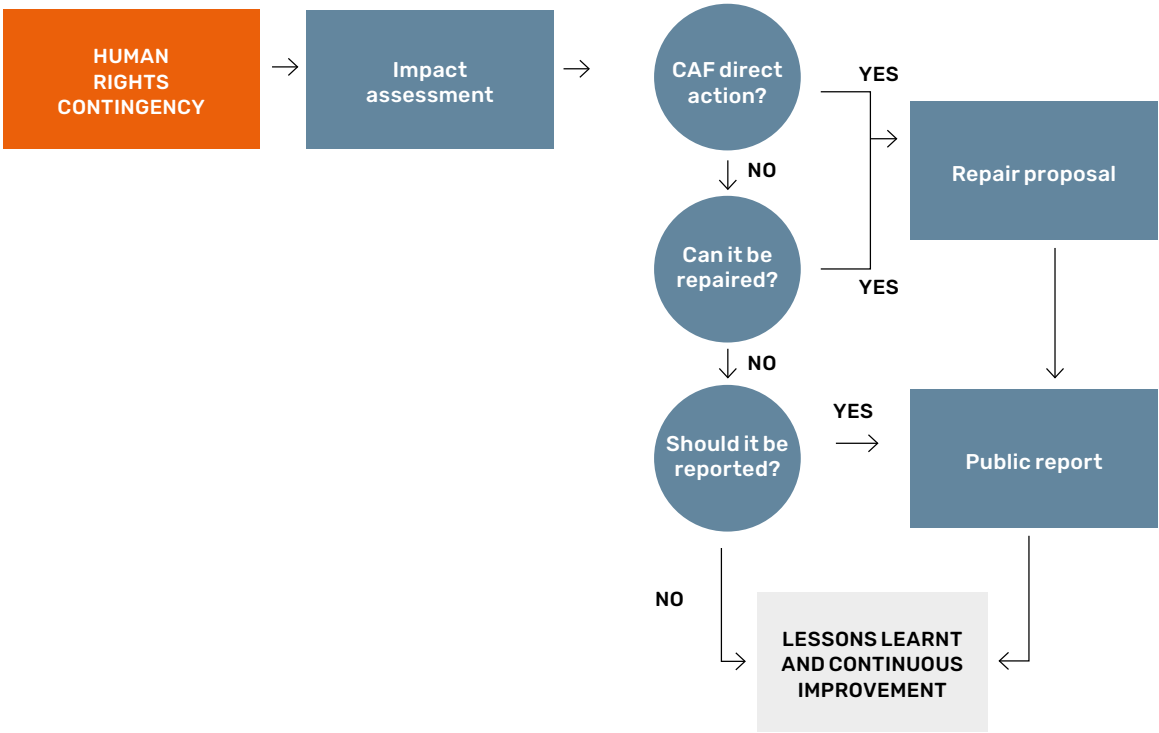 HUMAN
RIGHTS
CONTINGENCY
Impact
assessment
CAF direct
action?
YES
NO
Repair proposal
Can it be
repaired?
YES
NO
Should it be
reported?
YES
Public report
NO
LESSONS LEARNT
AND CONTINUOUS
IMPROVEMENT